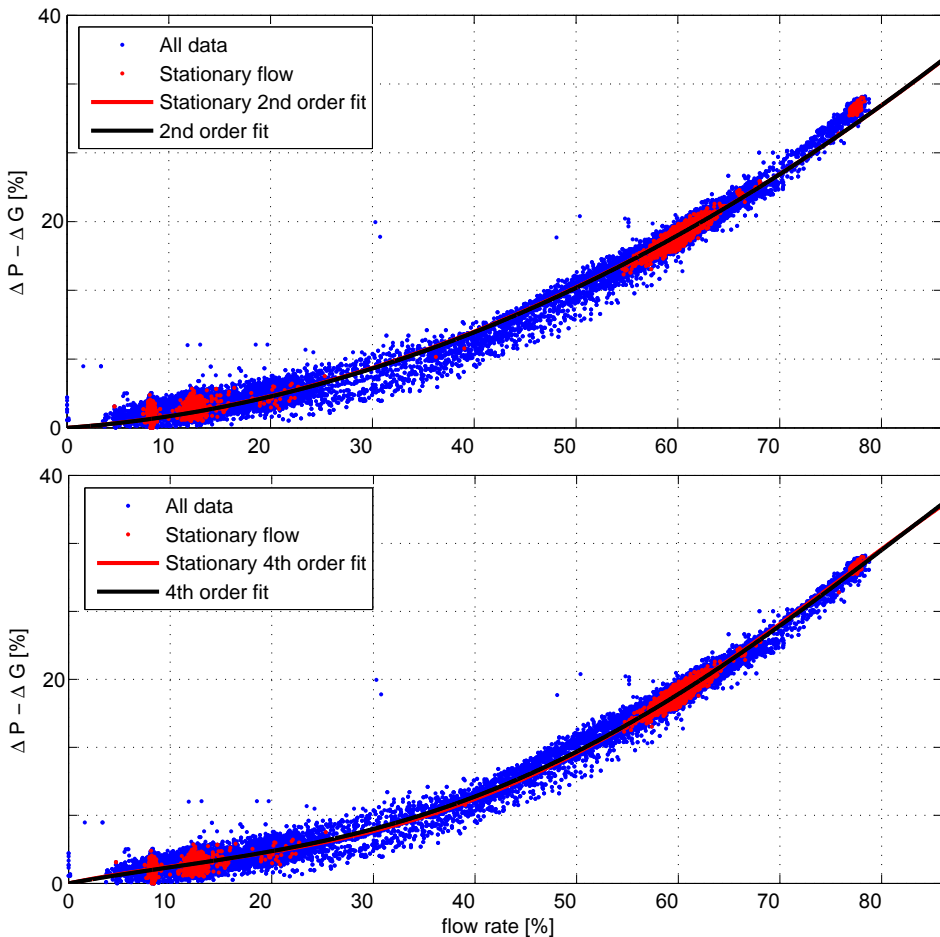 40
All data
Stationary flow
Stationary 2nd order fit
2nd order fit
Δ P − Δ G [%]
20
0
0 10 20 30 40 50 60 70 80
40
All data
Stationary flow
Stationary 4th order fit
4th order fit
Δ P − Δ G [%]
20
0
0 10 20 30 40 50 60 70 80
flow rate [%]